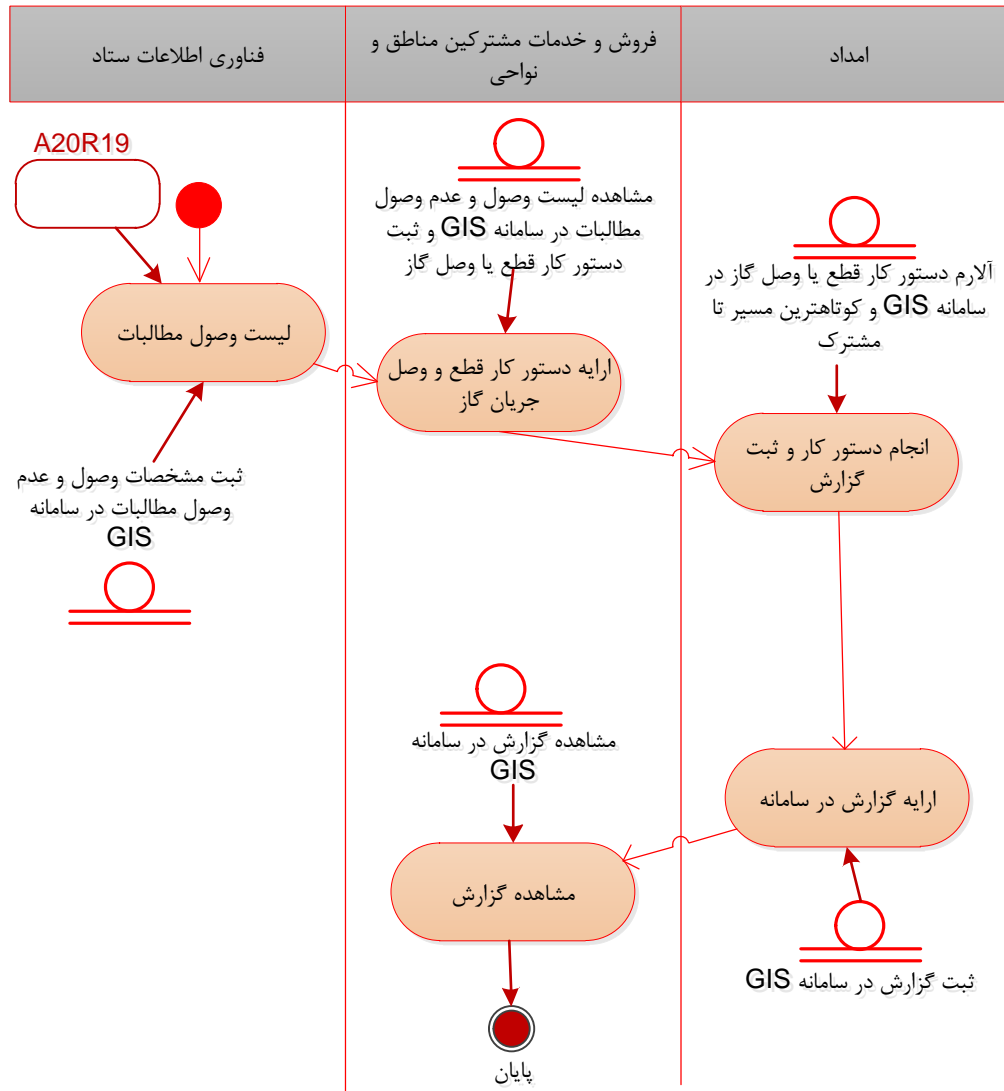 امداد
فروش و خدمات مشترکین مناطق و
نواحی
فناوری اطلاعات ستاد
A20R19
مشاهده لیست وصول و عدم وصول
مطالبات در سامانه GIS و ثبت
دستور کار قطع یا وصل گاز
آلارم دستور کار قطع یا وصل گاز در
سامانه GIS و کوتاهترین مسیر تا
مشترک
لیست وصول مطالبات
ارایه دستور کار قطع و وصل
جریان گاز
انجام دستور کار و ثبت
گزارش
ثبت مشخصات وصول و عدم
وصول مطالبات در سامانه
GIS
مشاهده گزارش در سامانه
GIS
ارایه گزارش در سامانه
مشاهده گزارش
ثبت گزارش در سامانه GIS
پایان